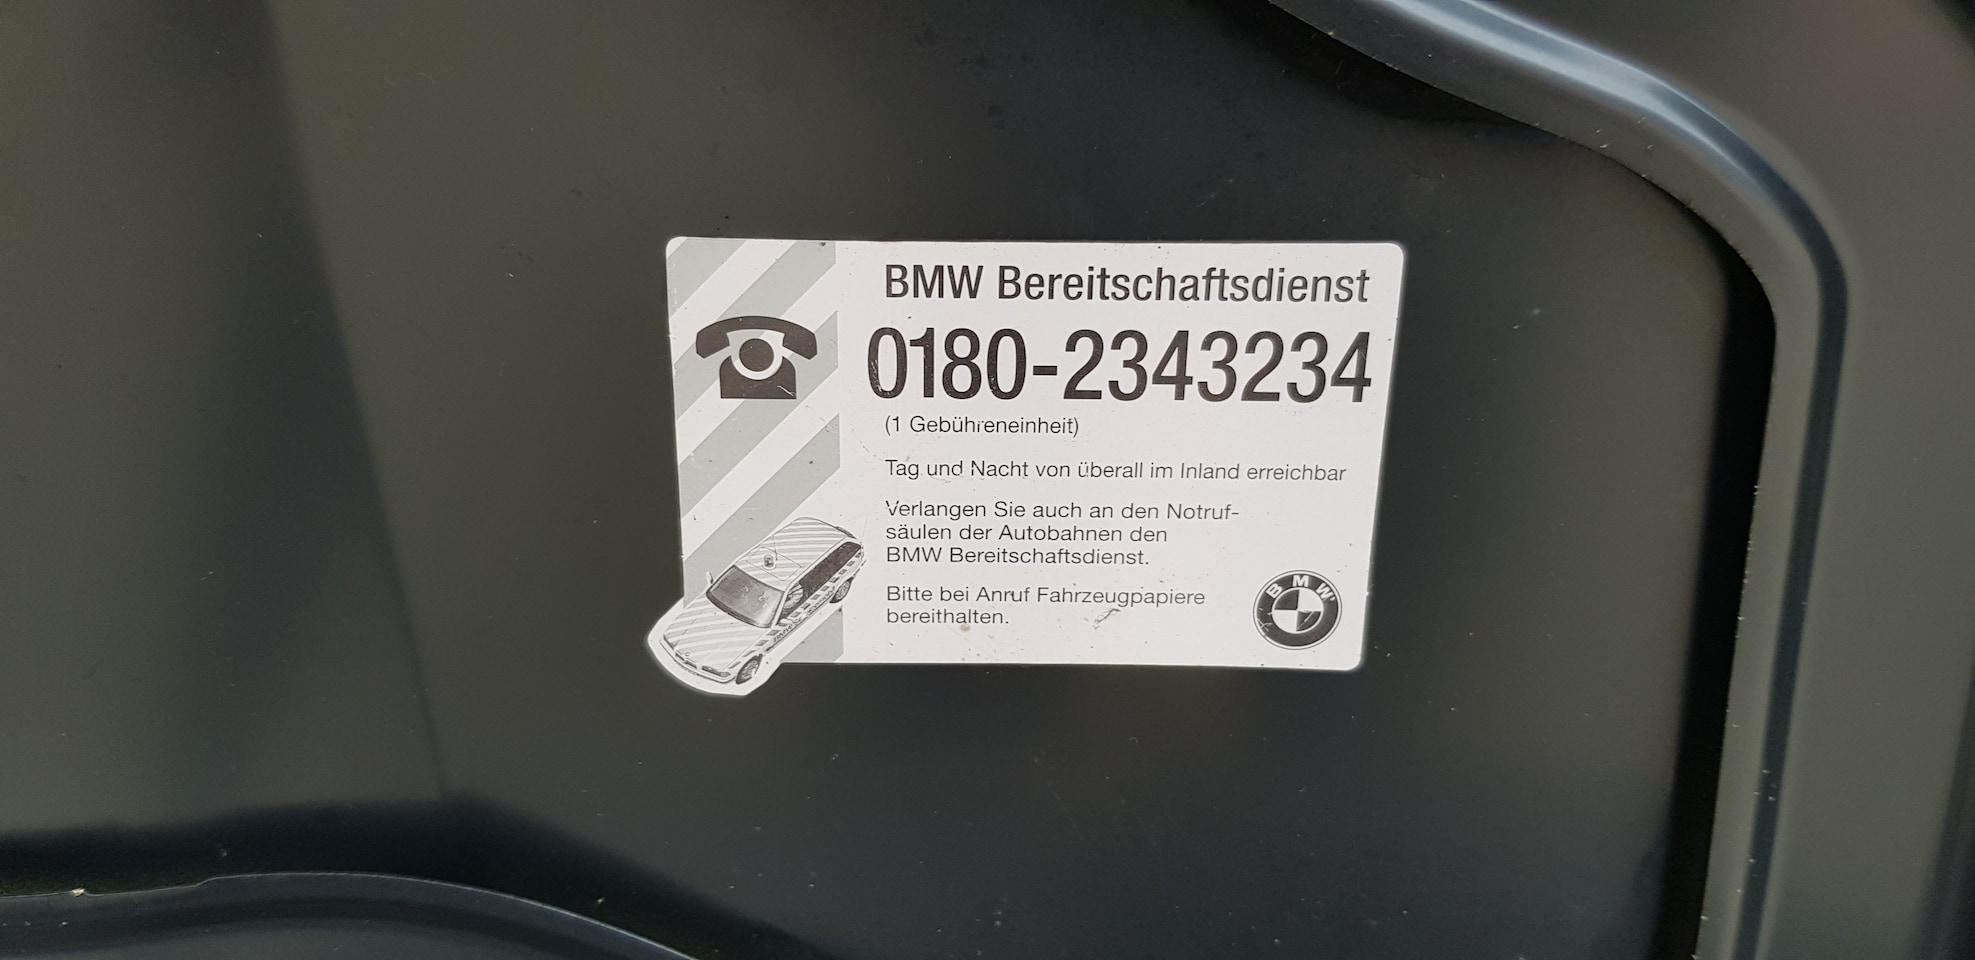 BMW Bereitschaftsdienst
0180-2343234
(1 Gebühreneinheit)
Tag und Nacht von überall im Inland erreichbar
Verlangen Sie auch an den Notruf-
säulen der Autobahnen den
BMW Bereitschaftsdienst.
Bitte bei Anruf Fahrzeugpapiere
bereithalten.
BMW